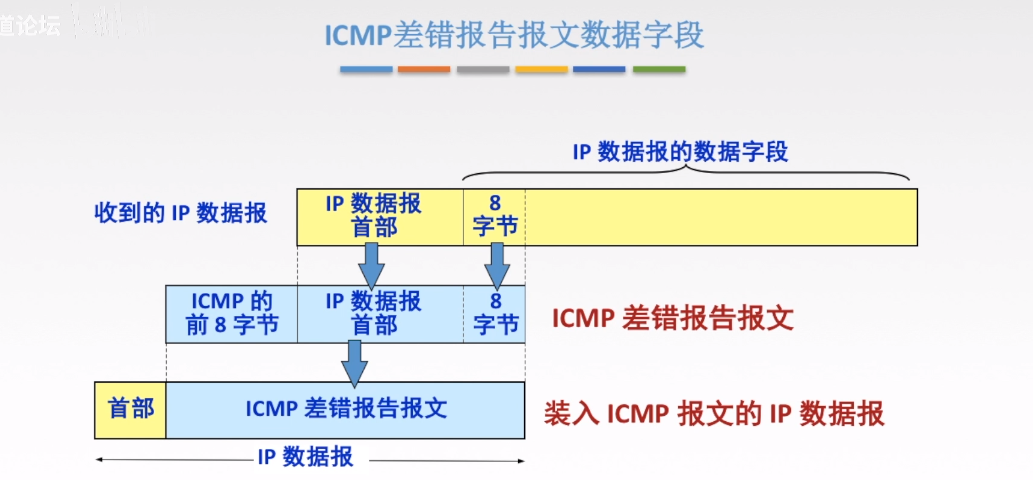 道论坛
ICMP差错报告报文数据字段
IP 数据报的数据字段
收到的 IP 数据报
IP 数据报
首部
8
字节
ICMP 的
前 8 字节
IP 数据报
首部
8
字节
ICMP 差错报告报文
首部
ICMP 差错报告报文
装入 ICMP 报文的 IP 数据报
IP 数据报